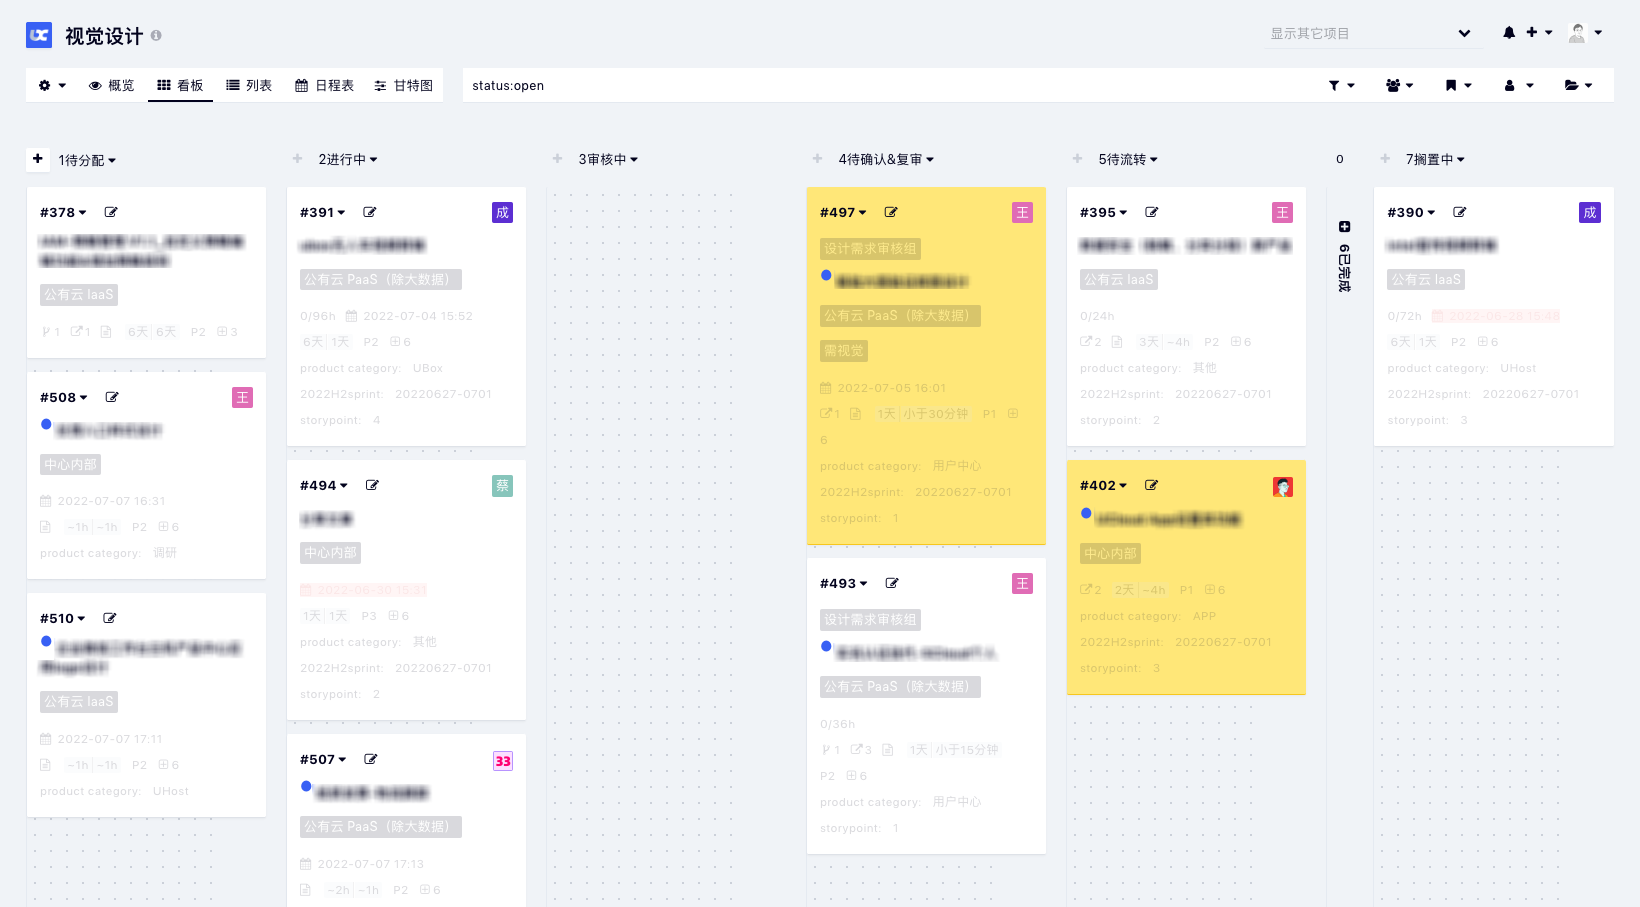 视觉设计
显示其它项目
概览 看板 列表 日程表 甘特图
status:open
1待分配
#378
公有云 IaaS
1 1 6天 6天 P2 3
#508 王
中心内部
2022-07-07 16:31
~1h ~1h P2 6
product category: 调研
#510
公有云 IaaS
2022-07-07 17:11
~1h ~1h P2 6
product category: UHost
2进行中
#391 成
公有云 PaaS（除大数据）
0/96h 2022-07-04 15:52
6天 1天 P2 6
product category: UBox
2022H2sprint: 20220627-0701
storypoint: 4
#494 蔡
中心内部
2022-06-30 15:31
1天 1天 P3 6
product category: 其他
2022H2sprint: 20220627-0701
storypoint: 2
#507 33
公有云 PaaS（除大数据）
2022-07-07 17:13
~2h ~1h P2 6
3审核中
4待确认&复审
#497 王
设计需求审核组
公有云 PaaS（除大数据）
需视觉
2022-07-05 16:01
1 1天 小于30分钟 P1
6
product category: 用户中心
2022H2sprint: 20220627-0701
storypoint: 1
#493 王
设计需求审核组
公有云 PaaS（除大数据）
0/36h
1 3 1天 小于15分钟
P2 6
product category: 用户中心
storypoint: 1
5待流转
#395 王
公有云 IaaS
0/24h
2 3天 ~4h P2 6
product category: 其他
2022H2sprint: 20220627-0701
storypoint: 2
#402
中心内部
2 2天 ~4h P1 6
product category: APP
2022H2sprint: 20220627-0701
storypoint: 3
0
6已完成
7搁置中
#390 成
公有云 IaaS
0/72h 2022-06-28 15:48
6天 1天 P2 6
product category: UHost
2022H2sprint: 20220627-0701
storypoint: 3